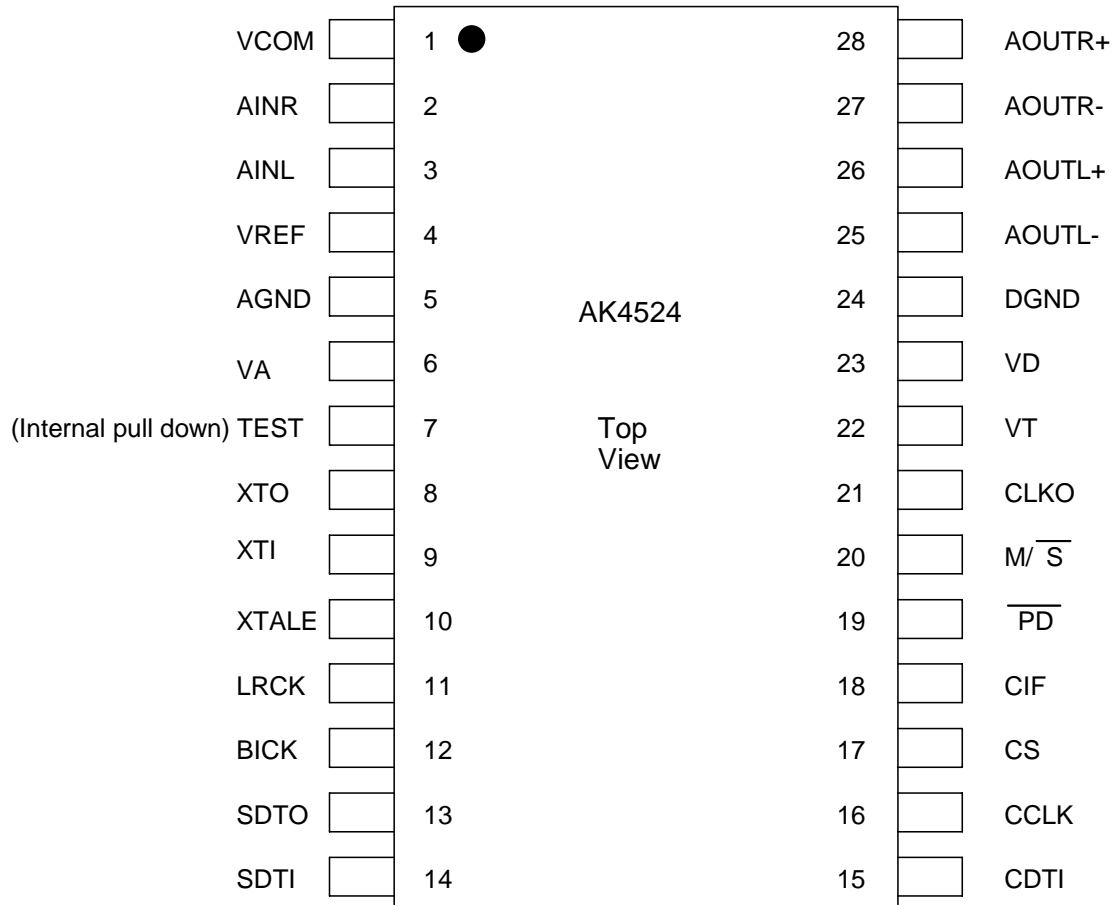 VCOM 1 28 AOUTR+
AINR 2 27 AOUTR-
AINL 3 26 AOUTL+
VREF 4 25 AOUTL-
AGND 5 24 DGND
AK4524
VA 6 23 VD
(Internal pull down) TEST 7 22 VT
Top
View
XTO 8 21 CLKO
XTI 9 20 M/ S̅
XTALE 10 19 P̅D̅
LRCK 11 18 CIF
BICK 12 17 CS
SDTO 13 16 CCLK
SDTI 14 15 CDTI